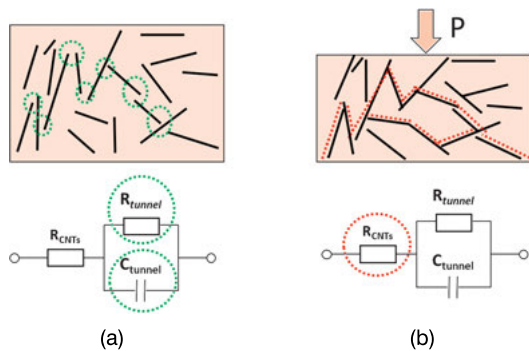 P
R_tunnel
R_CNTs
C_tunnel
(a)
R_tunnel
R_CNTs
C_tunnel
(b)